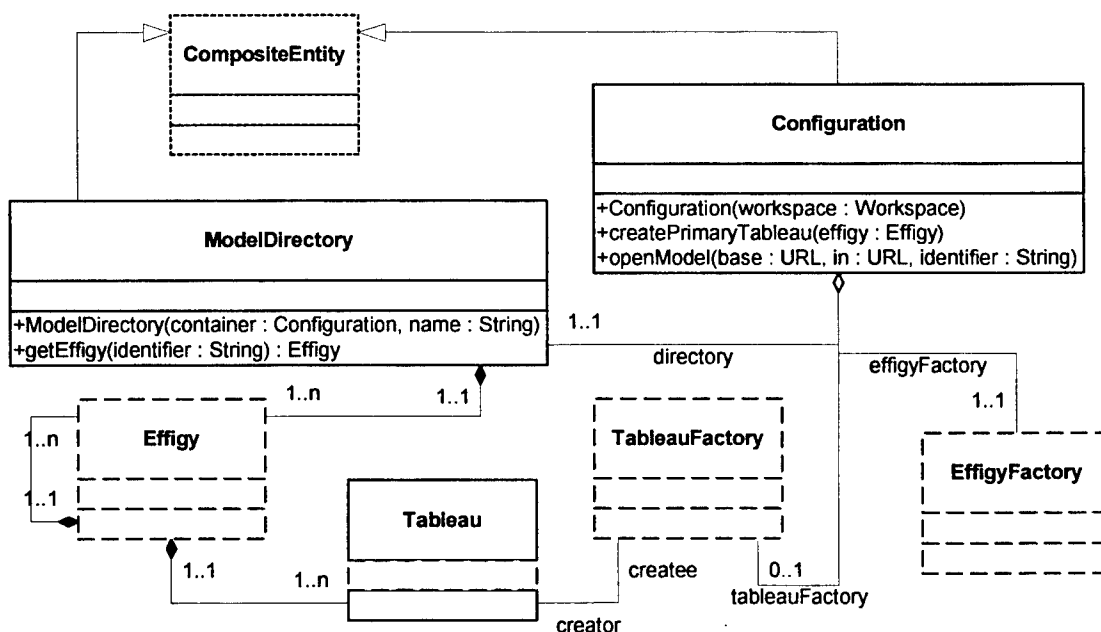 CompositeEntity
Configuration
+Configuration(workspace : Workspace)
+createPrimaryTableau(effigy : Effigy)
+openModel(base : URL, in : URL, identifier : String)
ModelDirectory
+ModelDirectory(container : Configuration, name : String)
+getEffigy(identifier : String) : Effigy
1..1
directory
effigyFactory
1..n
1..1
1..1
Effigy
1..n
1..1
TableauFactory
EffigyFactory
Tableau
1..1
1..n
createe
0..1
tableauFactory
creator